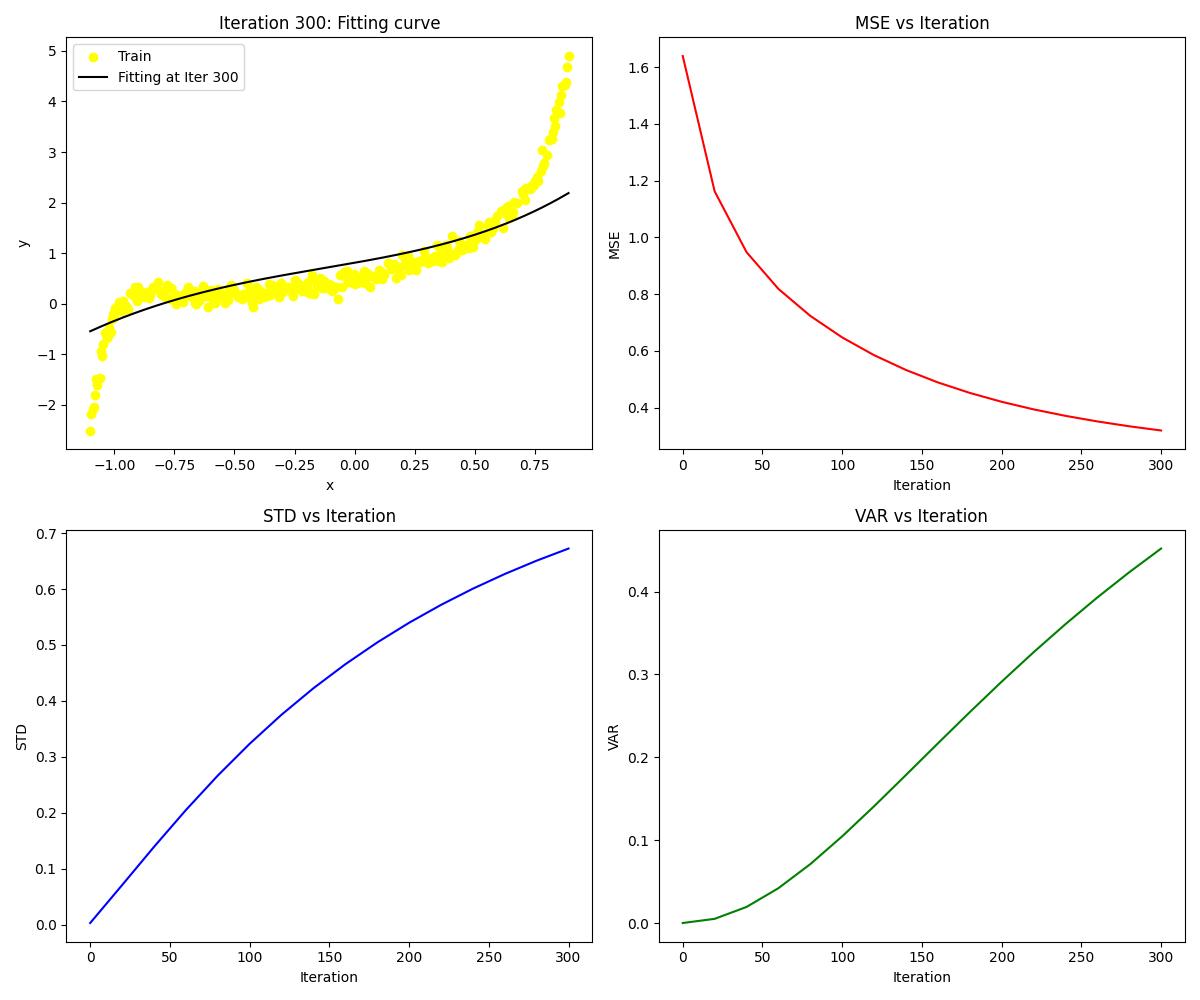 Iteration 300: Fitting curve
Train
Fitting at Iter 300
5
4
3
2
1
0
−1
−2
y
−1.00 −0.75 −0.50 −0.25 0.00 0.25 0.50 0.75
x
MSE vs Iteration
1.6
1.4
1.2
1.0
0.8
0.6
0.4
MSE
0 50 100 150 200 250 300
Iteration
STD vs Iteration
0.7
0.6
0.5
0.4
0.3
0.2
0.1
0.0
STD
0 50 100 150 200 250 300
Iteration
VAR vs Iteration
0.4
0.3
0.2
0.1
0.0
VAR
0 50 100 150 200 250 300
Iteration